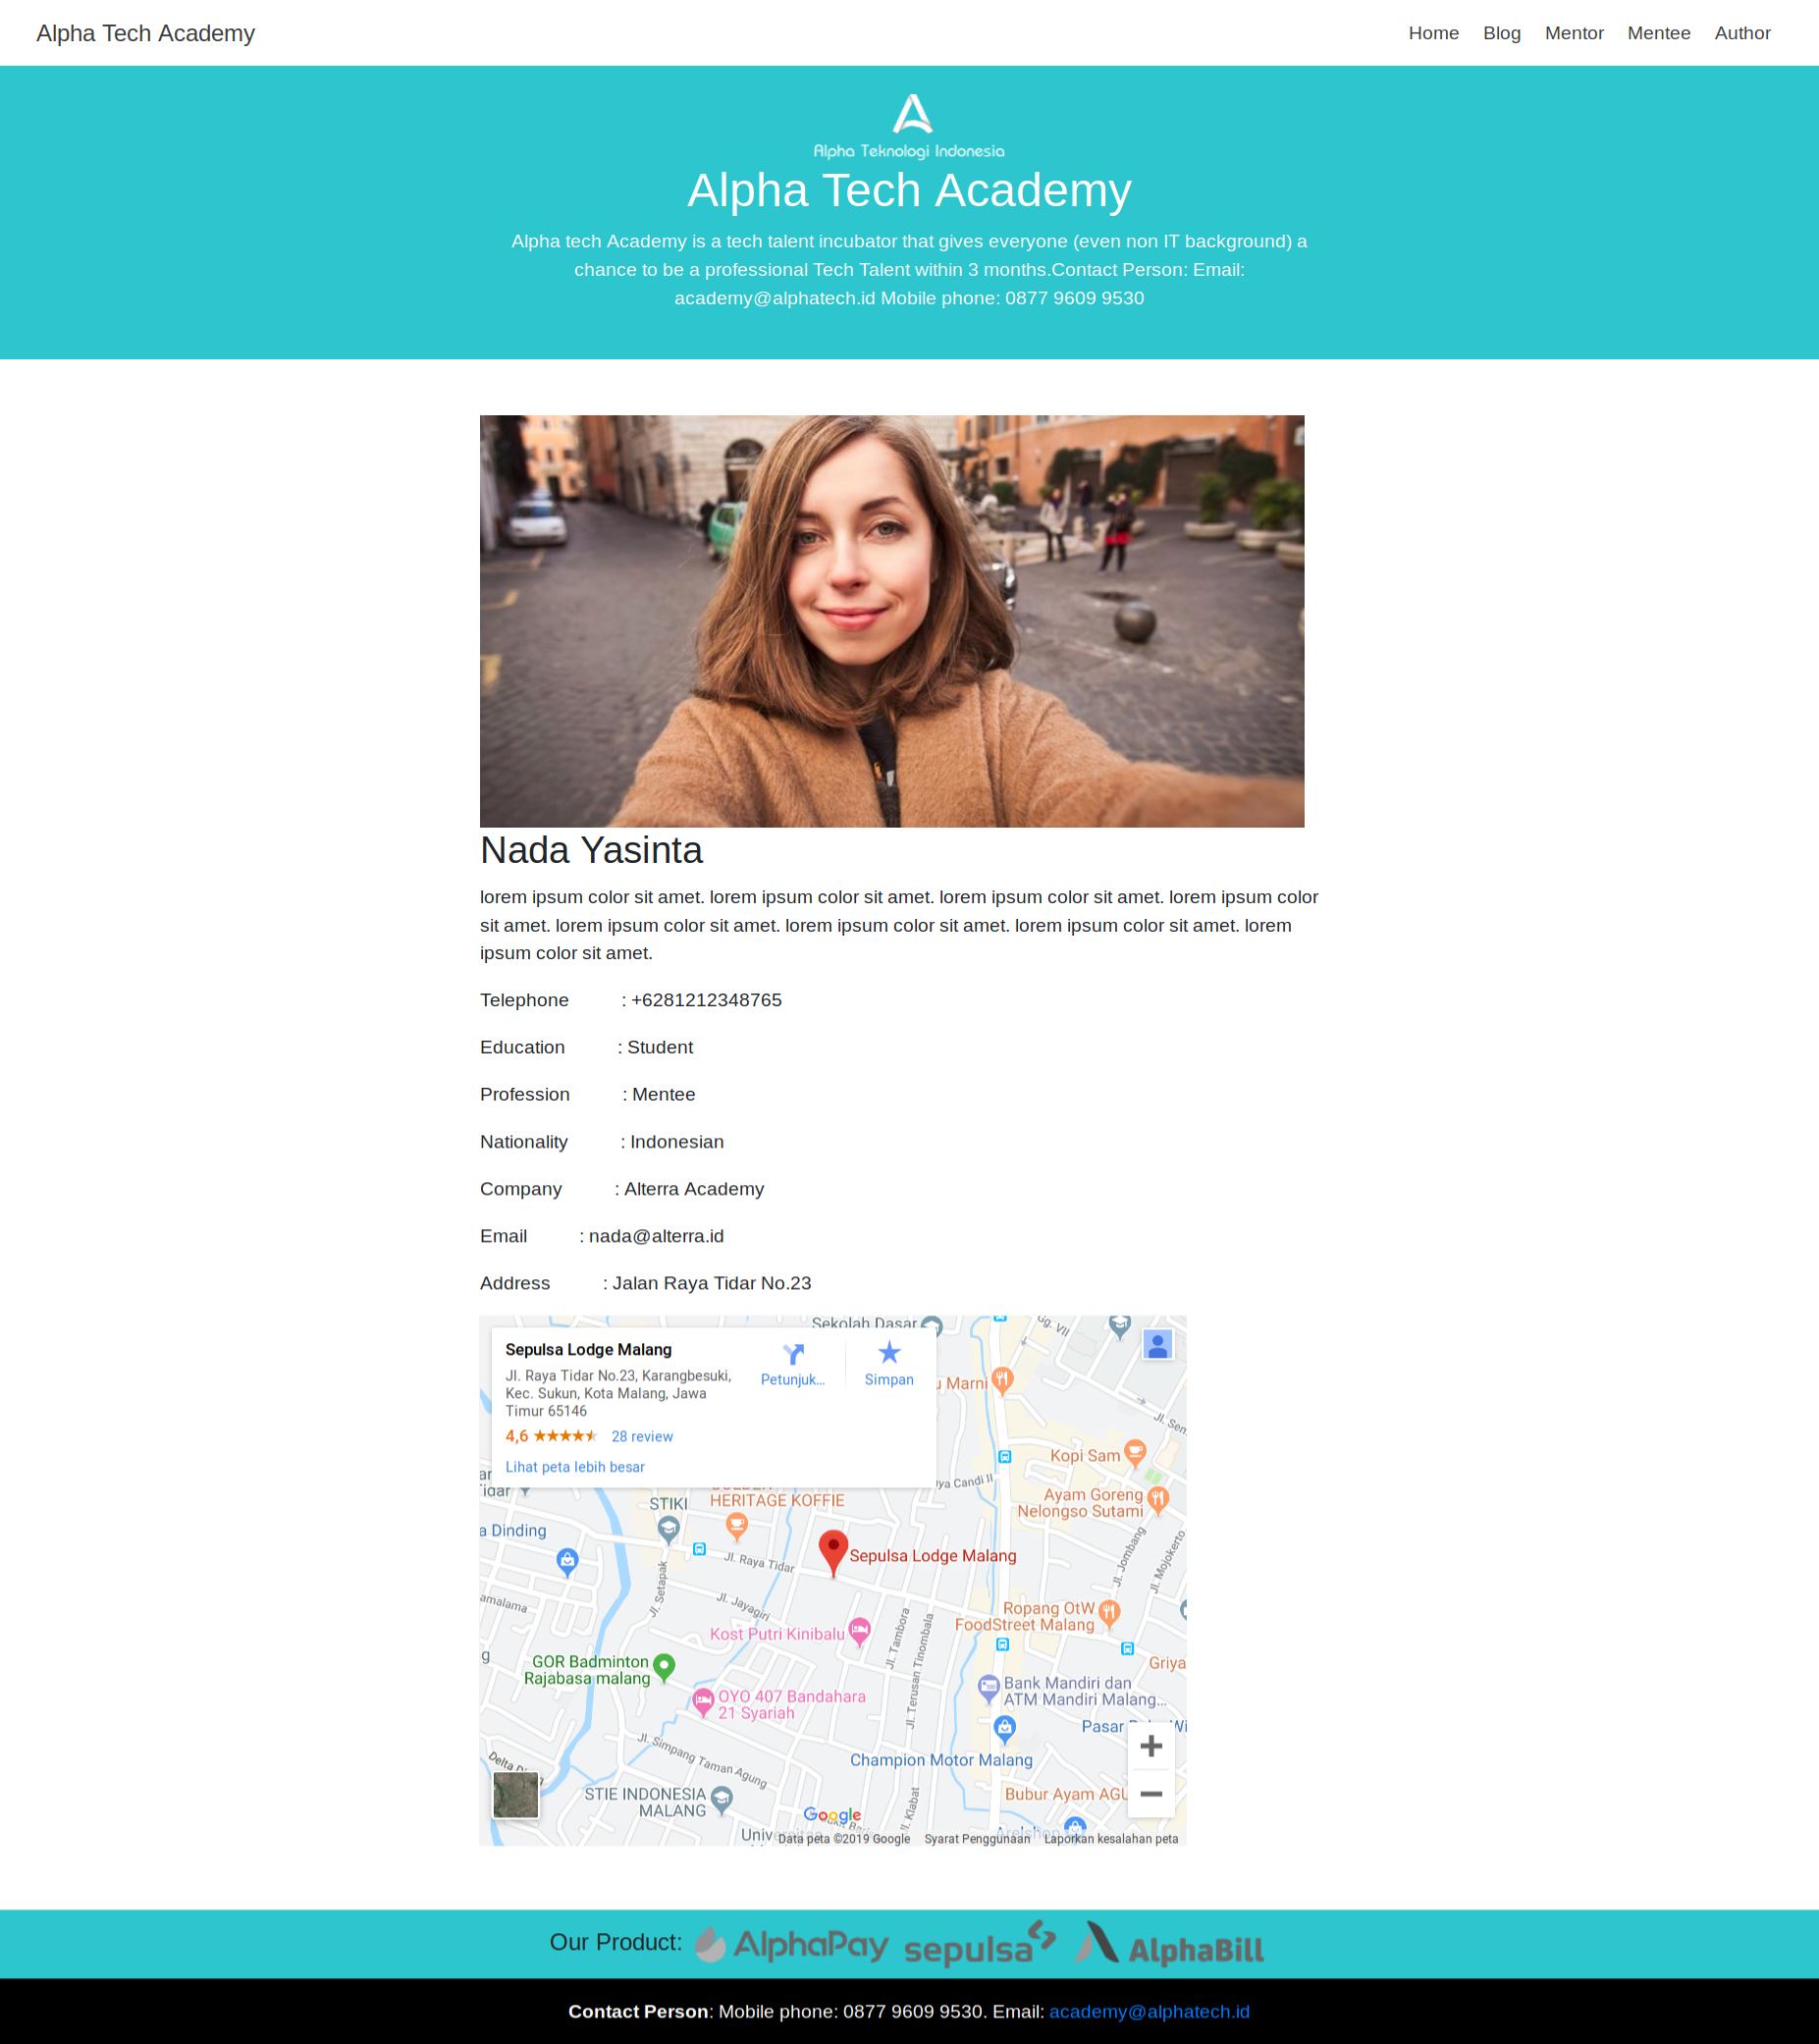 Alpha Tech Academy
Home Blog Mentor Mentee Author
Alpha Teknologi Indonesia
Alpha Tech Academy
Alpha tech Academy is a tech talent incubator that gives everyone (even non IT background) a
chance to be a professional Tech Talent within 3 months.Contact Person: Email:
academy@alphatech.id Mobile phone: 0877 9609 9530
Nada Yasinta
lorem ipsum color sit amet. lorem ipsum color sit amet. lorem ipsum color sit amet. lorem ipsum color
sit amet. lorem ipsum color sit amet. lorem ipsum color sit amet. lorem ipsum color sit amet. lorem
ipsum color sit amet.
Telephone : +6281212348765
Education : Student
Profession : Mentee
Nationality : Indonesian
Company : Alterra Academy
Email : nada@alterra.id
Address : Jalan Raya Tidar No.23
Sekolah Dasar
Gg. VII
Sepulsa Lodge Malang
Jl. Raya Tidar No.23, Karangbesuki,
Kec. Sukun, Kota Malang, Jawa
Timur 65146
4,6
28 review
Lihat peta lebih besar
Petunjuk...
Simpan
Marni
Jl. Sem
Kopi Sam
ya Candi II
Ayam Goreng
Nelongso Sutami
Tidar
HERITAGE KOFFIE
STIKI
a Dinding
Jl. Raya Tidar
Sepulsa Lodge Malang
Jl. Jombang
Jl. Mojokerto
Jl. Setapak
amalama
Jl. Jayagiri
Kost Putri Kinibalu
Jl. Tambora
Jl. Terusan Tinombala
Ropang OtW
FoodStreet Malang
GOR Badminton
Rajabasa malang
Griya
OYO 407 Bandahara
21 Syariah
Bank Mandiri dan
ATM Mandiri Malang...
Pasar
Champion Motor Malang
Jl. Simpang Taman Agung
STIE INDONESIA
MALANG
Jl. Klabat
Bubur Ayam AGU
Google
Arelshop
Data peta ©2019 Google Syarat Penggunaan Laporkan kesalahan peta
Our Product: AlphaPay sepulsa AlphaBill
Contact Person: Mobile phone: 0877 9609 9530. Email: academy@alphatech.id